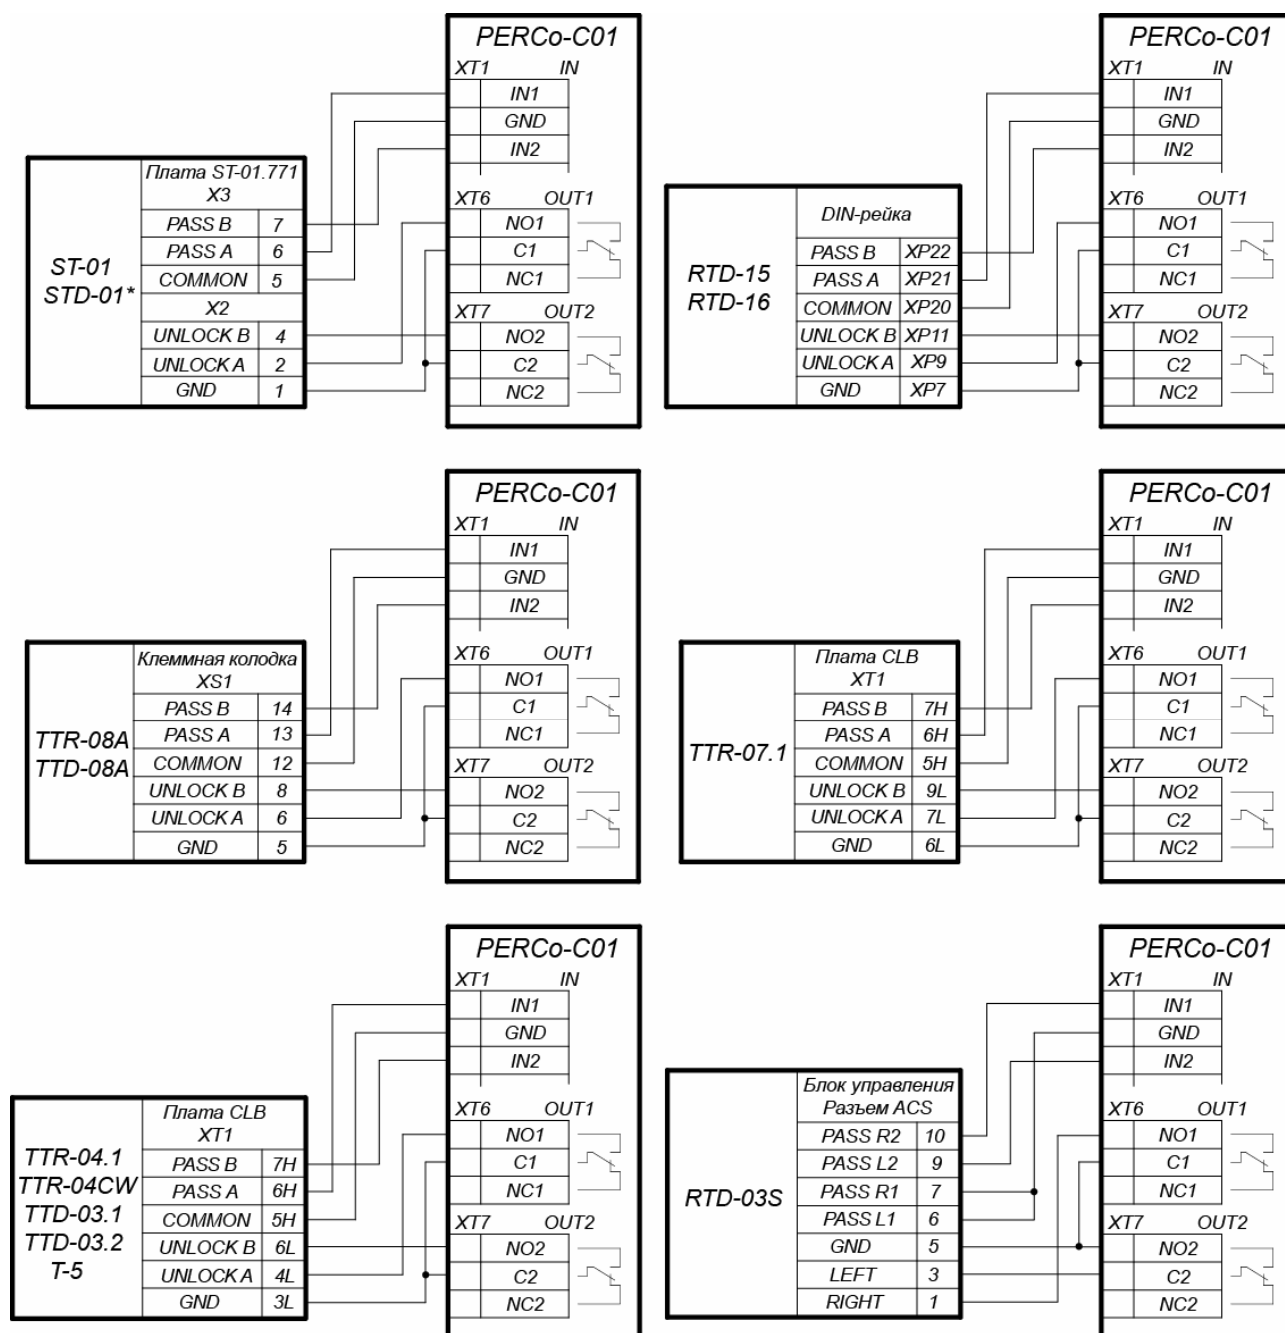 PERCo-C01
XT1 IN
IN1
GND
IN2
XT6 OUT1
NO1
C1
NC1
XT7 OUT2
NO2
C2
NC2
ST-01
STD-01*
Плата ST-01.771
X3
PASS B 7
PASS A 6
COMMON 5
X2
UNLOCK B 4
UNLOCK A 2
GND 1
PERCo-C01
XT1 IN
IN1
GND
IN2
XT6 OUT1
NO1
C1
NC1
XT7 OUT2
NO2
C2
NC2
RTD-15
RTD-16
DIN-рейка
PASS B XP22
PASS A XP21
COMMON XP20
UNLOCK B XP11
UNLOCK A XP9
GND XP7
PERCo-C01
XT1 IN
IN1
GND
IN2
XT6 OUT1
NO1
C1
NC1
XT7 OUT2
NO2
C2
NC2
TTR-08A
TTD-08A
Клеммная колодка
XS1
PASS B 14
PASS A 13
COMMON 12
UNLOCK B 8
UNLOCK A 6
GND 5
PERCo-C01
XT1 IN
IN1
GND
IN2
XT6 OUT1
NO1
C1
NC1
XT7 OUT2
NO2
C2
NC2
TTR-07.1
Плата CLB
XT1
PASS B 7H
PASS A 6H
COMMON 5H
UNLOCK B 9L
UNLOCK A 7L
GND 6L
PERCo-C01
XT1 IN
IN1
GND
IN2
XT6 OUT1
NO1
C1
NC1
XT7 OUT2
NO2
C2
NC2
TTR-04.1
TTR-04CW
TTD-03.1
TTD-03.2
T-5
Плата CLB
XT1
PASS B 7H
PASS A 6H
COMMON 5H
UNLOCK B 6L
UNLOCK A 4L
GND 3L
PERCo-C01
XT1 IN
IN1
GND
IN2
XT6 OUT1
NO1
C1
NC1
XT7 OUT2
NO2
C2
NC2
RTD-03S
Блок управления
Разъем ACS
PASS R2 10
PASS L2 9
PASS R1 7
PASS L1 6
GND 5
LEFT 3
RIGHT 1